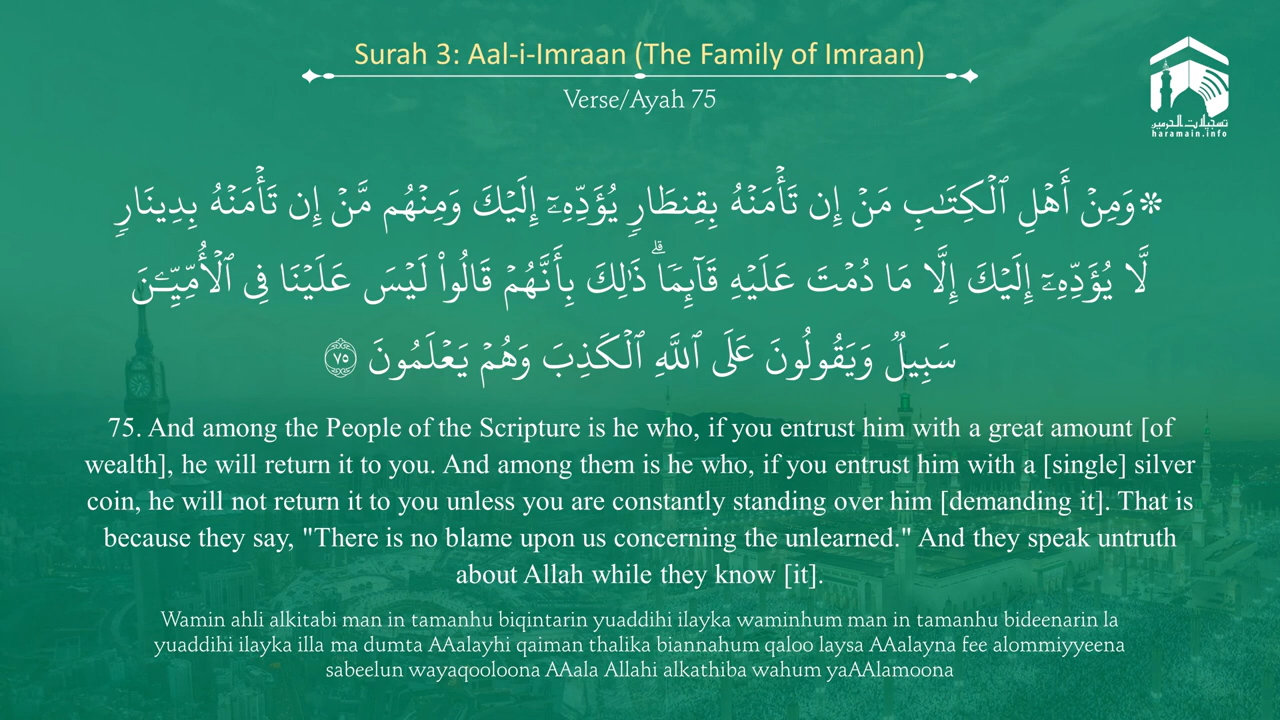 Surah 3: Aal-i-Imraan (The Family of Imraan)
Verse/Ayah 75
تسجيلات الحرمين
haramain.info
۞وَمِنۡ أَهۡلِ ٱلۡكِتَٰبِ مَنۡ إِن تَأۡمَنۡهُ بِقِنطَارٖ يُؤَدِّهِۦٓ إِلَيۡكَ وَمِنۡهُم مَّنۡ إِن تَأۡمَنۡهُ بِدِينَارٖ
لَّا يُؤَدِّهِۦٓ إِلَيۡكَ إِلَّا مَا دُمۡتَ عَلَيۡهِ قَآئِمٗاۗ ذَٰلِكَ بِأَنَّهُمۡ قَالُواْ لَيۡسَ عَلَيۡنَا فِي ٱلۡأُمِّيِّـۧنَ
سَبِيلٞ وَيَقُولُونَ عَلَى ٱللَّهِ ٱلۡكَذِبَ وَهُمۡ يَعۡلَمُونَ ٧٥
75. And among the People of the Scripture is he who, if you entrust him with a great amount [of
wealth], he will return it to you. And among them is he who, if you entrust him with a [single] silver
coin, he will not return it to you unless you are constantly standing over him [demanding it]. That is
because they say, "There is no blame upon us concerning the unlearned." And they speak untruth
about Allah while they know [it].
Wamin ahli alkitabi man in tamanhu biqintarin yuaddihi ilayka waminhum man in tamanhu bideenarin la
yuaddihi ilayka illa ma dumta AAalayhi qaiman thalika biannahum qaloo laysa AAalayna fee alommiyyeena
sabeelun wayaqooloona AAala Allahi alkathiba wahum yaAAlamoona